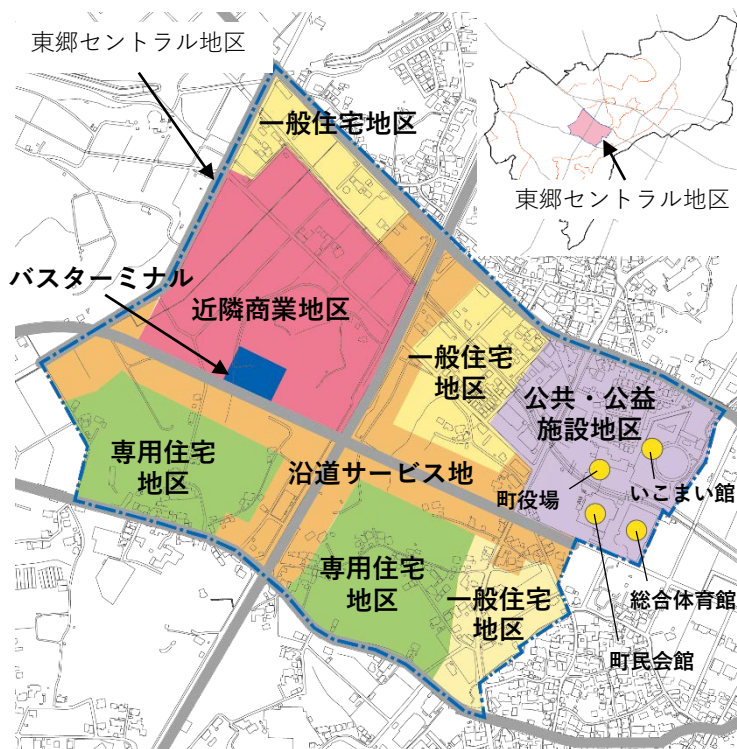 東郷セントラル地区
一般住宅地区
東郷セントラル地区
バスターミナル
近隣商業地区
一般住宅
地区
公共・公益
施設地区
専用住宅
地区
沿道サービス地
町役場
いこまい館
専用住宅
地区
一般住宅
地区
総合体育館
町民会館